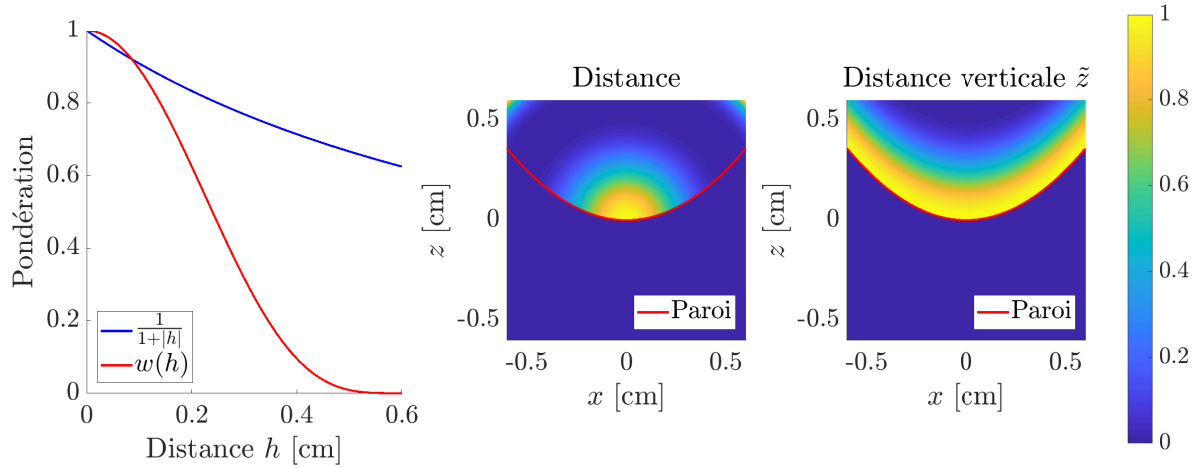 Pondération
1
0.8
0.6
0.4
0.2
0
0 0.2 0.4 0.6
Distance h [cm]
1/(1+|h|)
w(h)
Distance
z [cm]
0.5
0
-0.5
-0.5 0 0.5
x [cm]
Paroi
Distance verticale z̃
z [cm]
0.5
0
-0.5
-0.5 0 0.5
x [cm]
Paroi
1
0.8
0.6
0.4
0.2
0